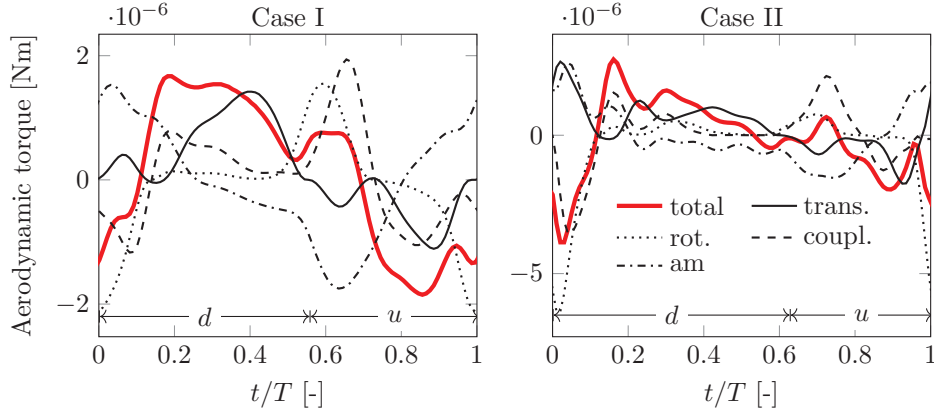 ·10⁻⁶ Case I
·10⁻⁶ Case II
Aerodynamic torque [Nm]
2
0
−2
d u
0 0.2 0.4 0.6 0.8 1
t/T [-]
0
−5
total trans.
rot. coupl.
am
d u
0 0.2 0.4 0.6 0.8 1
t/T [-]